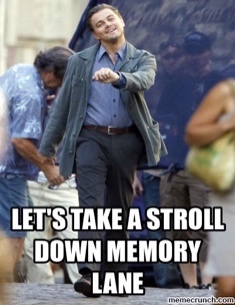 LET'S TAKE A STROLL
DOWN MEMORY
LANE
memecrunch.com